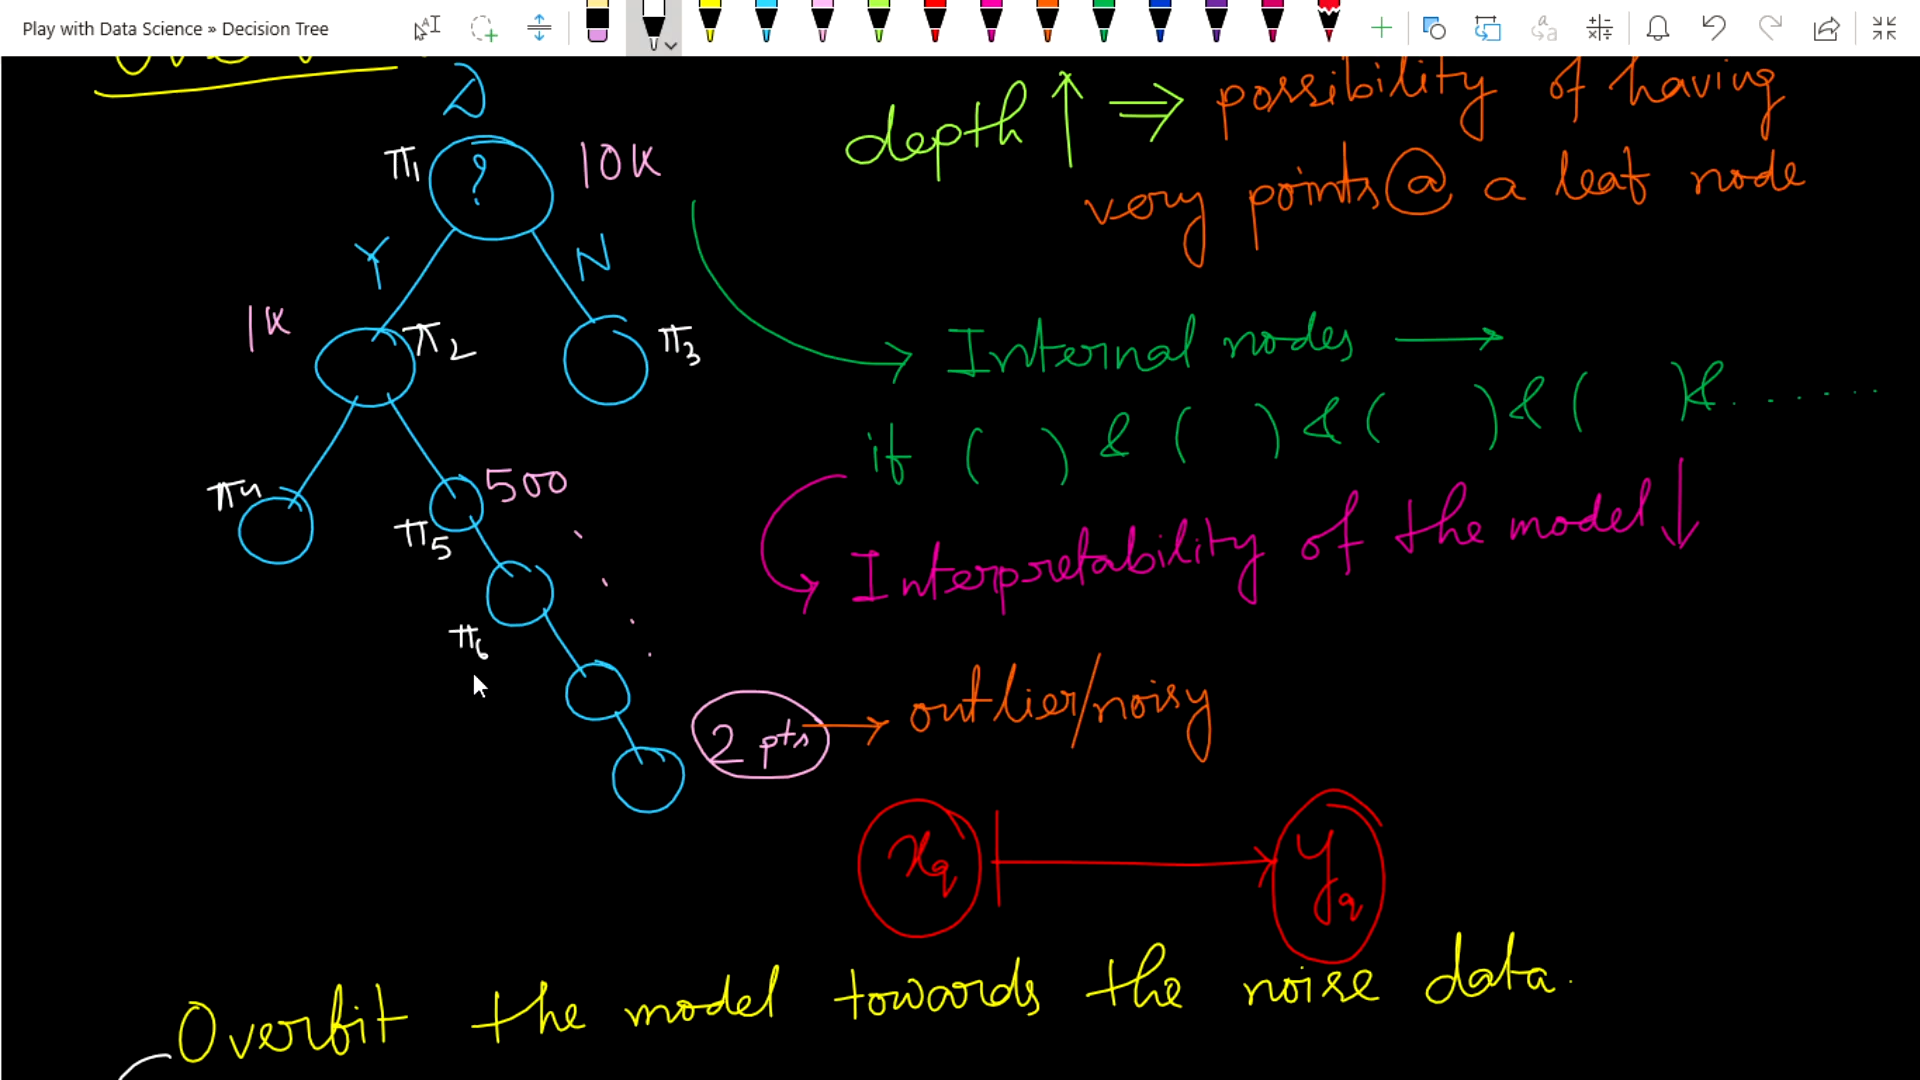 Play with Data Science » Decision Tree
D
depth ↑ ⇒ possibility of having
very points @ a leaf node
π1 ? 10K
Y N
1K π2 π3
Internal nodes →
if ( ) & ( ) & ( ) & ( ) & .......
π4 500
π5
Interpretability of the model ↓
π6
2 pts → outlier/noisy
xq → yq
Overfit the model towards the noise data.